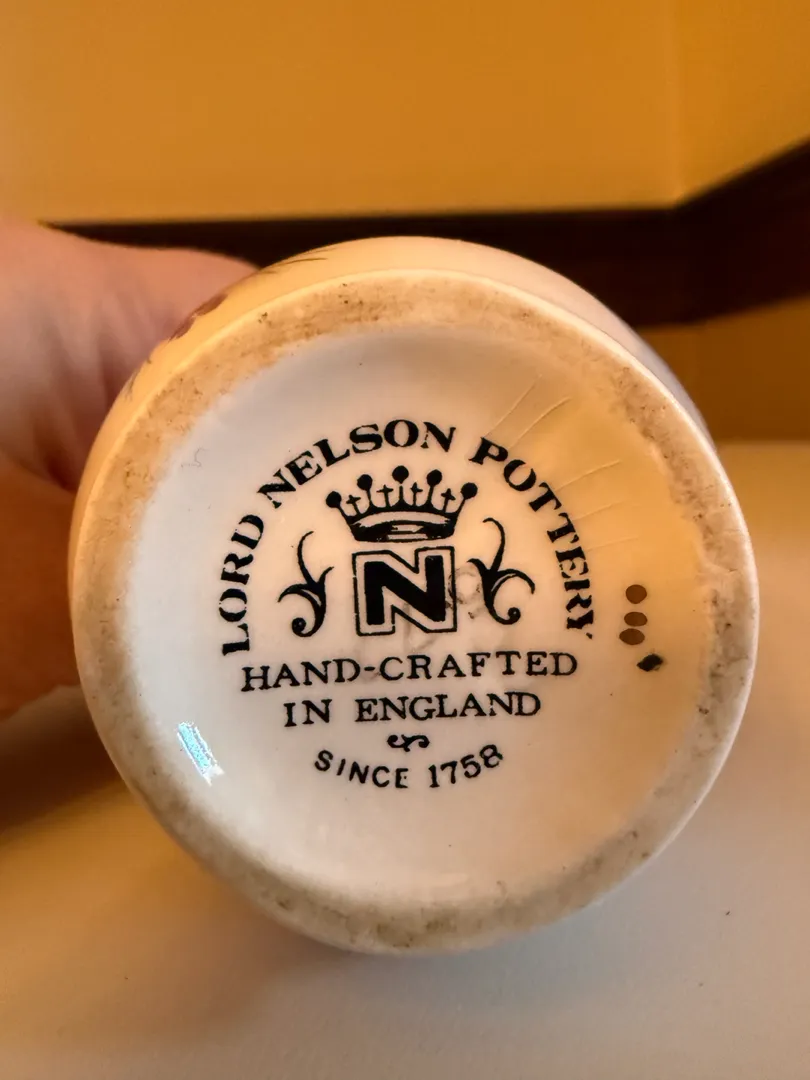 LORD NELSON POTTERY
N
HAND-CRAFTED
IN ENGLAND
SINCE 1758